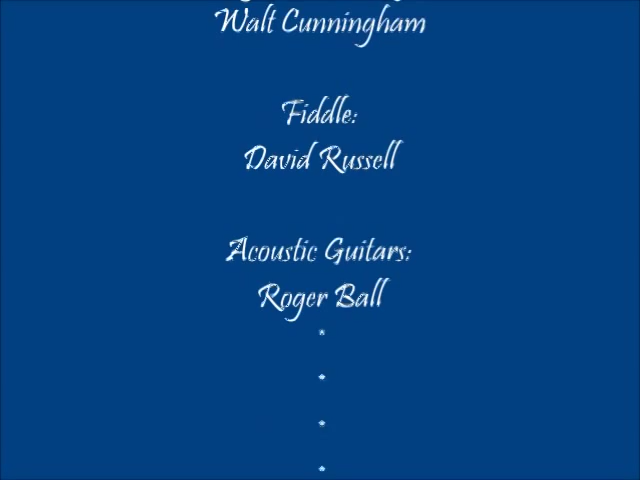 Walt Cunningham
Fiddle:
David Russell
Acoustic Guitars:
Roger Ball
*
*
*
*